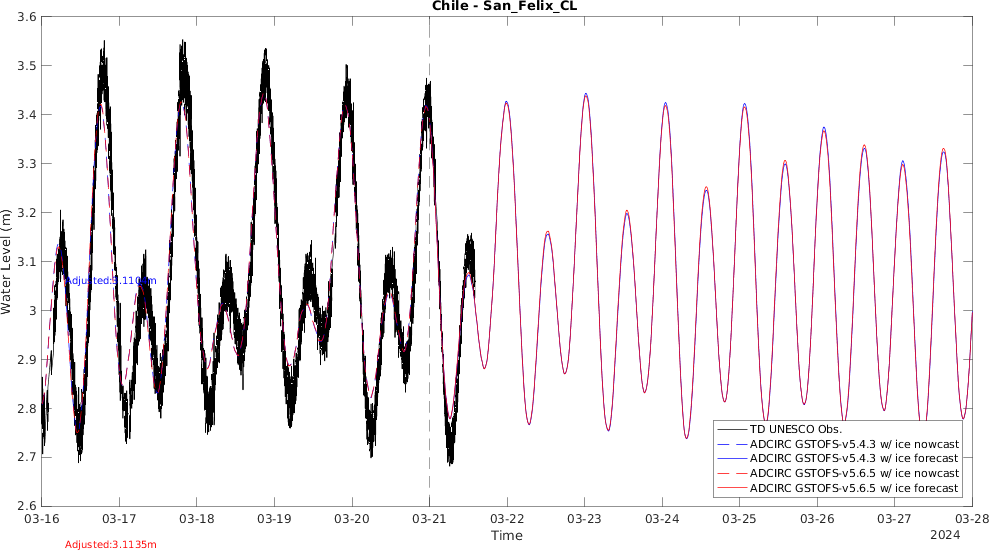 Chile - San_Felix_CL
3.6
3.5
3.4
3.3
3.2
3.1
3
2.9
2.8
2.7
2.6
Water Level (m)
TD UNESCO Obs.
ADCIRC GSTOFS-v5.4.3 w/ ice nowcast
ADCIRC GSTOFS-v5.4.3 w/ ice forecast
ADCIRC GSTOFS-v5.6.5 w/ ice nowcast
ADCIRC GSTOFS-v5.6.5 w/ ice forecast
03-16 03-17 03-18 03-19 03-20 03-21 03-22 03-23 03-24 03-25 03-26 03-27 03-28
Time
2024
Adjusted:3.1135m